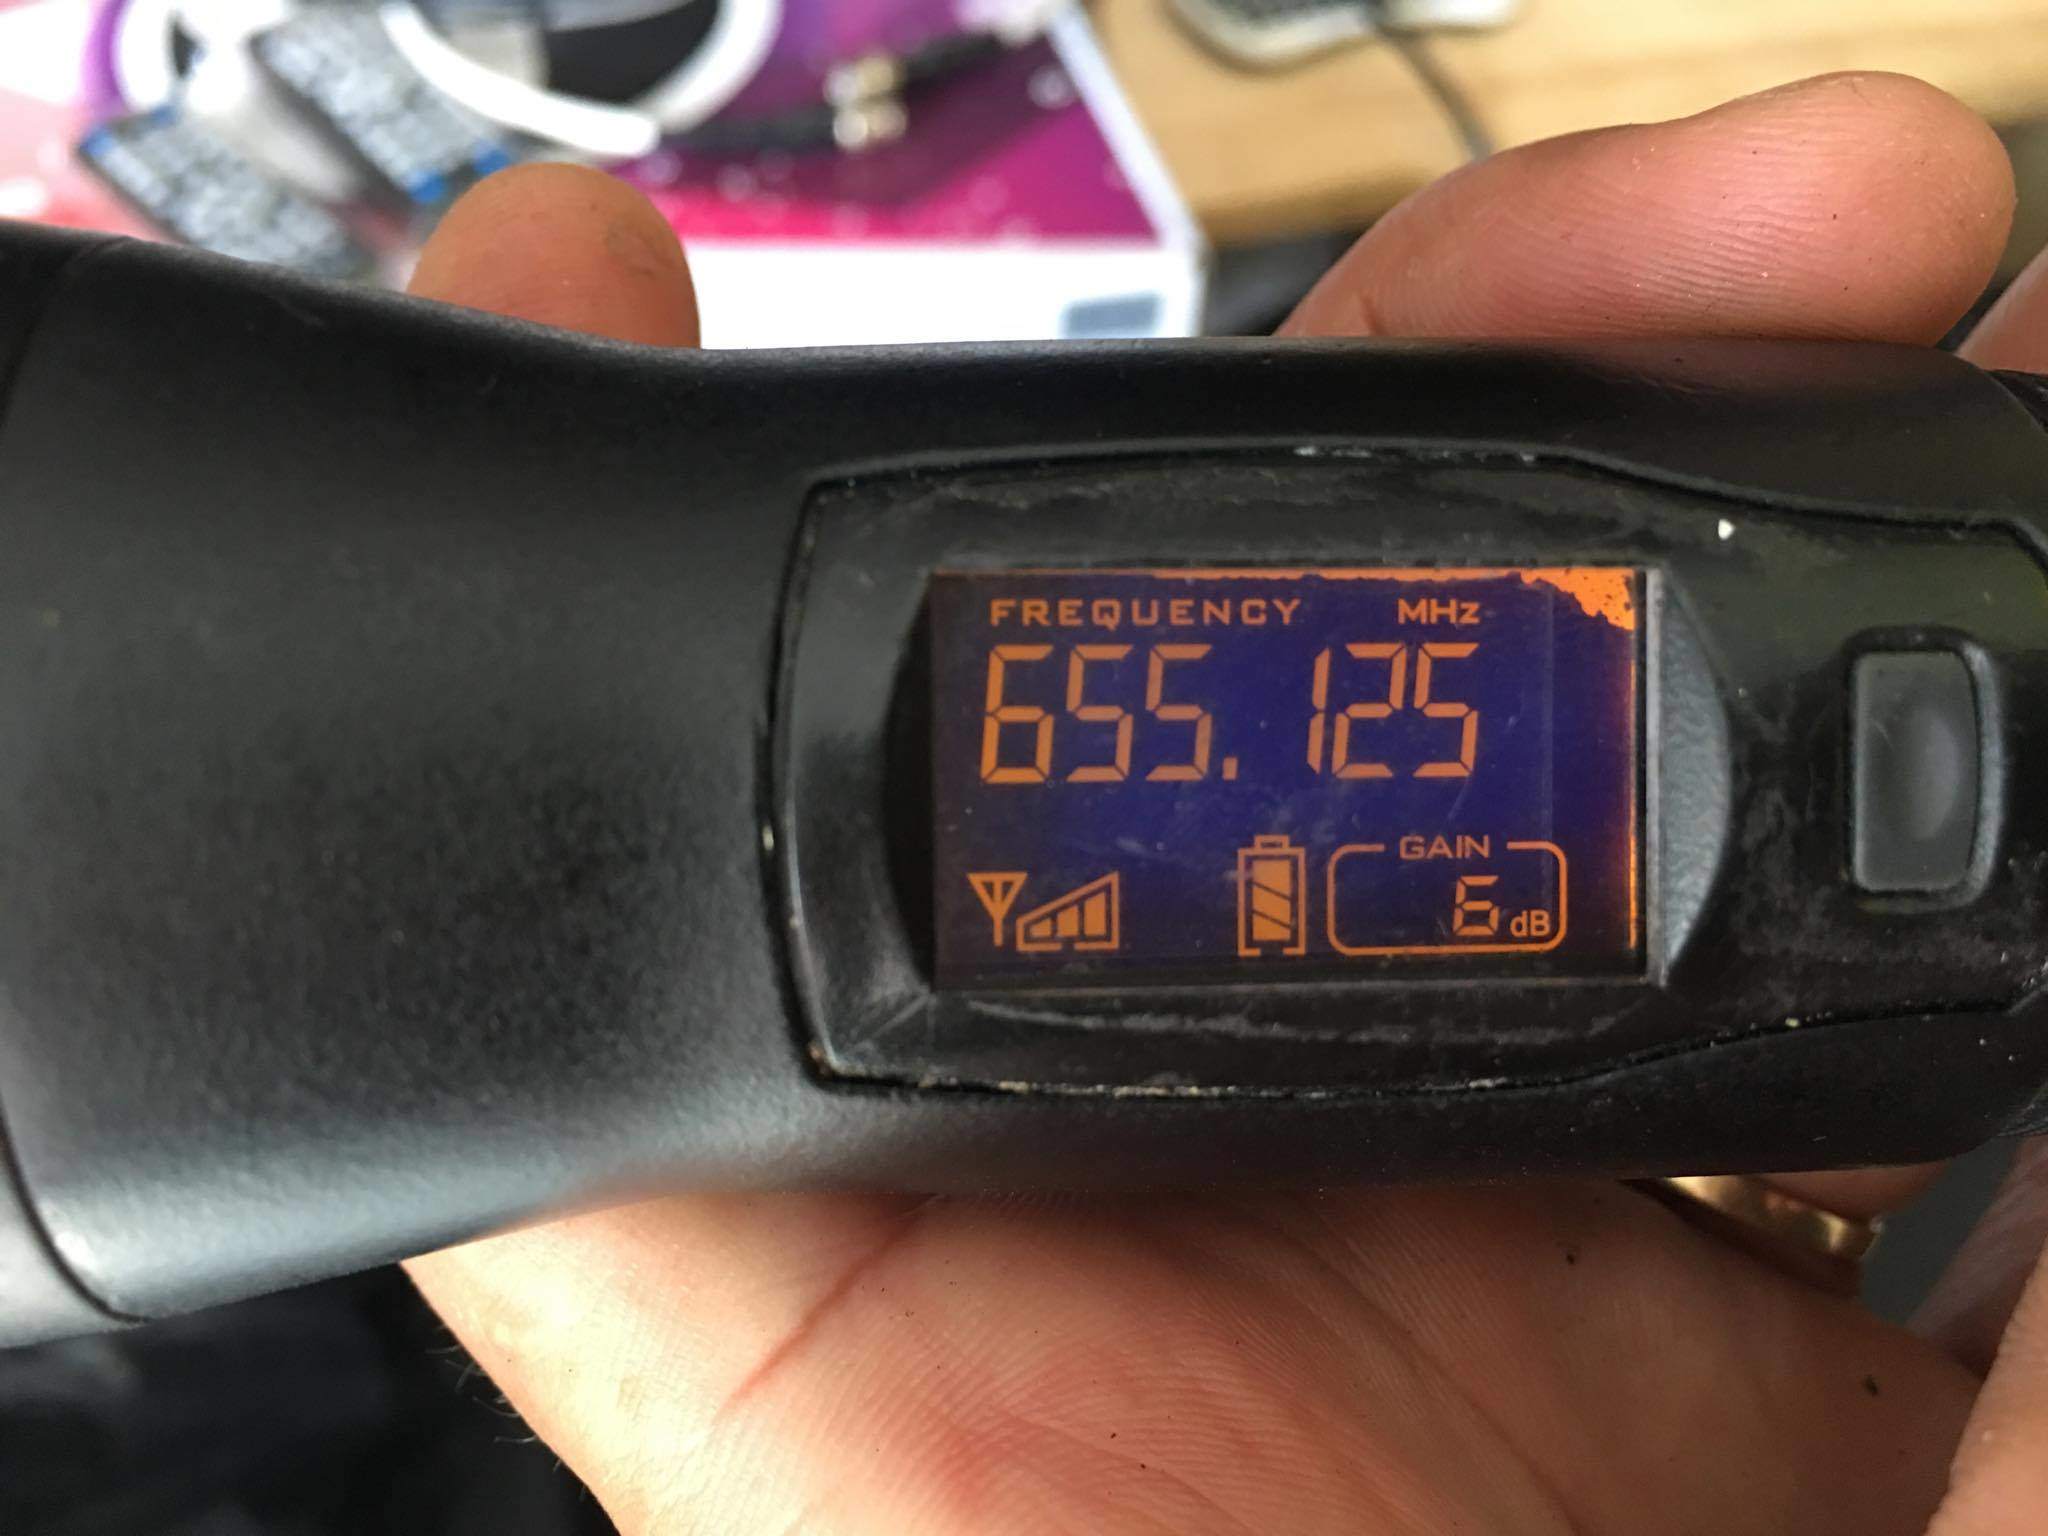 FREQUENCY MHz
655.125
GAIN
6 dB